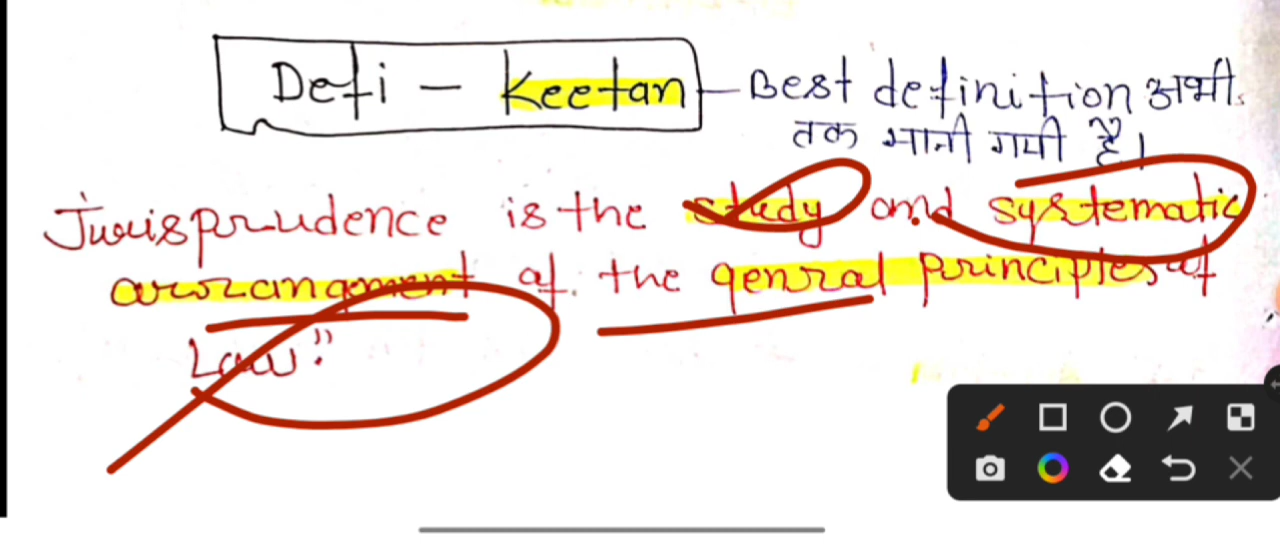 Defi - Keetan - Best definition अभी
तक मानी गयी है।
Jurisprudence is the study and systematic
arrangement of the genral principles of
Law."